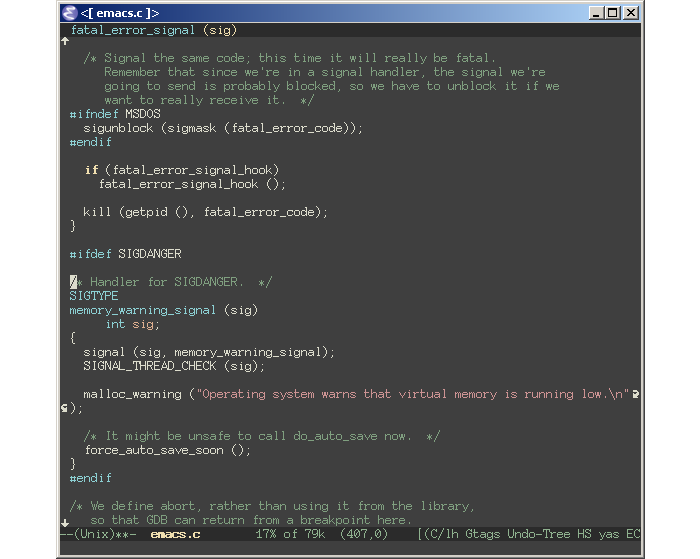 <[ emacs.c ]>
fatal_error_signal (sig)
/* Signal the same code; this time it will really be fatal.
Remember that since we're in a signal handler, the signal we're
going to send is probably blocked, so we have to unblock it if we
want to really receive it.  */
#ifndef MSDOS
sigunblock (sigmask (fatal_error_code));
#endif
if (fatal_error_signal_hook)
fatal_error_signal_hook ();
kill (getpid (), fatal_error_code);
}
#ifdef SIGDANGER
/* Handler for SIGDANGER.  */
SIGTYPE
memory_warning_signal (sig)
int sig;
{
signal (sig, memory_warning_signal);
SIGNAL_THREAD_CHECK (sig);
malloc_warning ("Operating system warns that virtual memory is running low.\n"
);
/* It might be unsafe to call do_auto_save now.  */
force_auto_save_soon ();
}
#endif
/* We define abort, rather than using it from the library,
so that GDB can return from a breakpoint here.
--(Unix)**-  emacs.c  17% of 79k  (407,0)  [(C/lh Gtags Undo-Tree HS yas EC